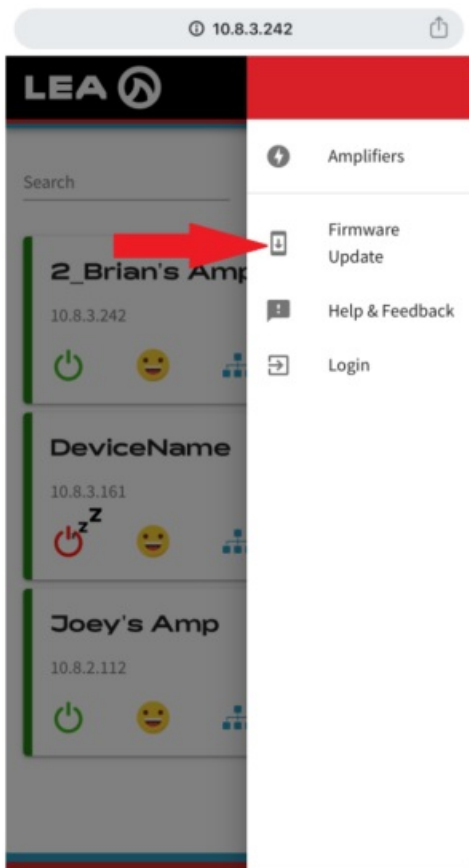 10.8.3.242
LEA
Amplifiers
Search
Firmware
Update
2_Brian's Amp
10.8.3.242
Help & Feedback
Login
DeviceName
10.8.3.161
zz
Joey's Amp
10.8.2.112